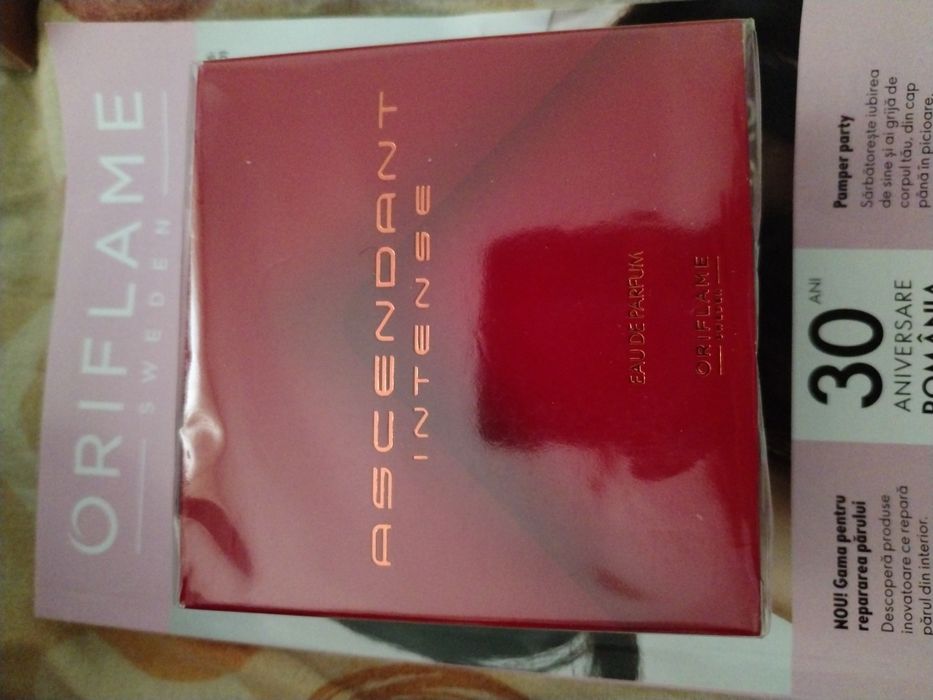 ORIFLAME
SWEDEN
ASCENDANT
INTENSE
EAU DE PARFUM
ORIFLAME
NOU! Gama pentru
repararea părului
Descoperă produse
inovatoare ce repară
părul din interior.
30 ANI
ANIVERSARE
ROMÂNIA
Pamper party
Sărbătorește iubirea
de sine și ai grijă de
corpul tău, din cap
până în picioare.